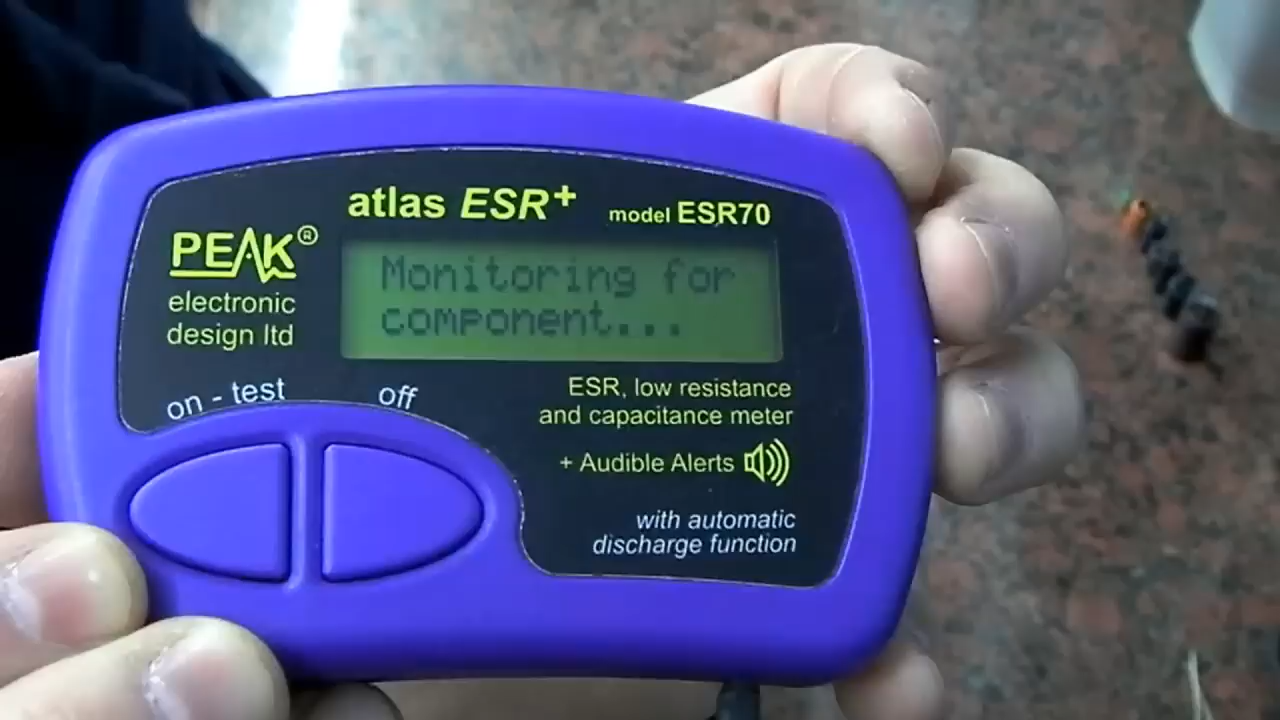 atlas ESR+ model ESR70
PEAK®
electronic
design ltd
Monitoring for
component...
on - test off
ESR, low resistance
and capacitance meter
+ Audible Alerts
with automatic
discharge function